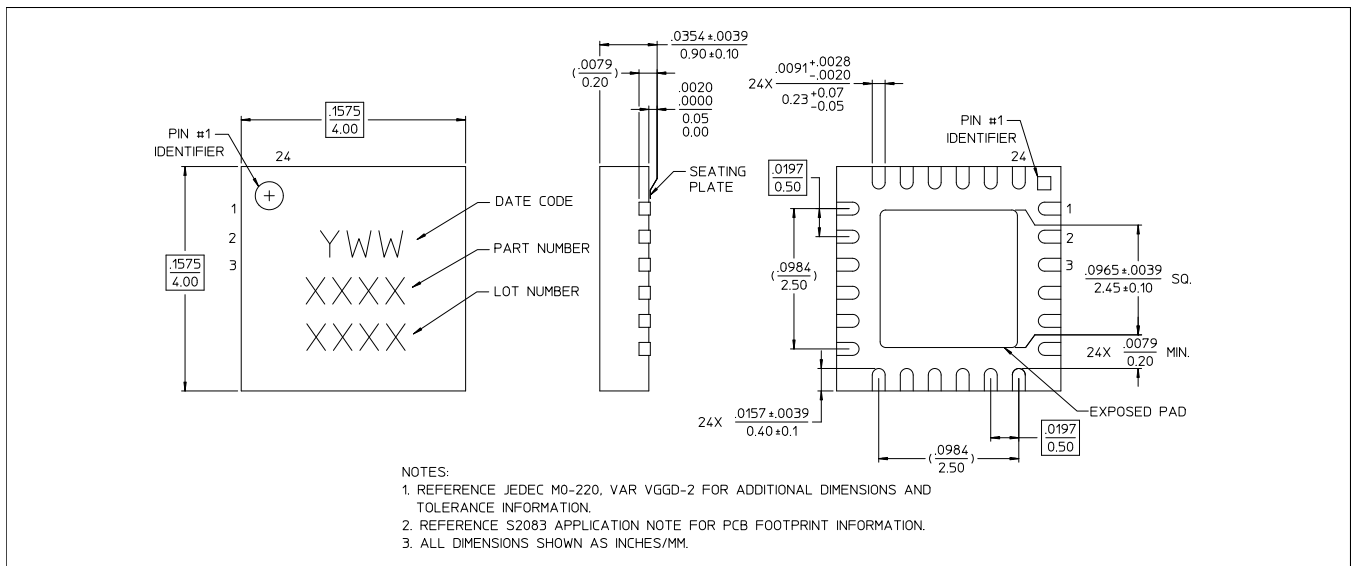 .1575
4.00
PIN #1
IDENTIFIER
24
1
2
3
.1575
4.00
DATE CODE
YWW
PART NUMBER
XXXX
LOT NUMBER
XXXX
.0354±.0039
0.90±0.10
(.0079)
0.20
.0020
.0000
0.05
0.00
SEATING
PLATE
24X .0091 +.0028
-.0020
0.23 +0.07
-0.05
PIN #1
IDENTIFIER
24
.0197
0.50
1
2
3
(.0984)
2.50
.0965±.0039
2.45±0.10 SQ.
24X .0079 MIN.
0.20
EXPOSED PAD
24X .0157±.0039
0.40±0.1
.0197
0.50
(.0984)
2.50
NOTES:
1. REFERENCE JEDEC MO-220, VAR VGGD-2 FOR ADDITIONAL DIMENSIONS AND
TOLERANCE INFORMATION.
2. REFERENCE S2083 APPLICATION NOTE FOR PCB FOOTPRINT INFORMATION.
3. ALL DIMENSIONS SHOWN AS INCHES/MM.